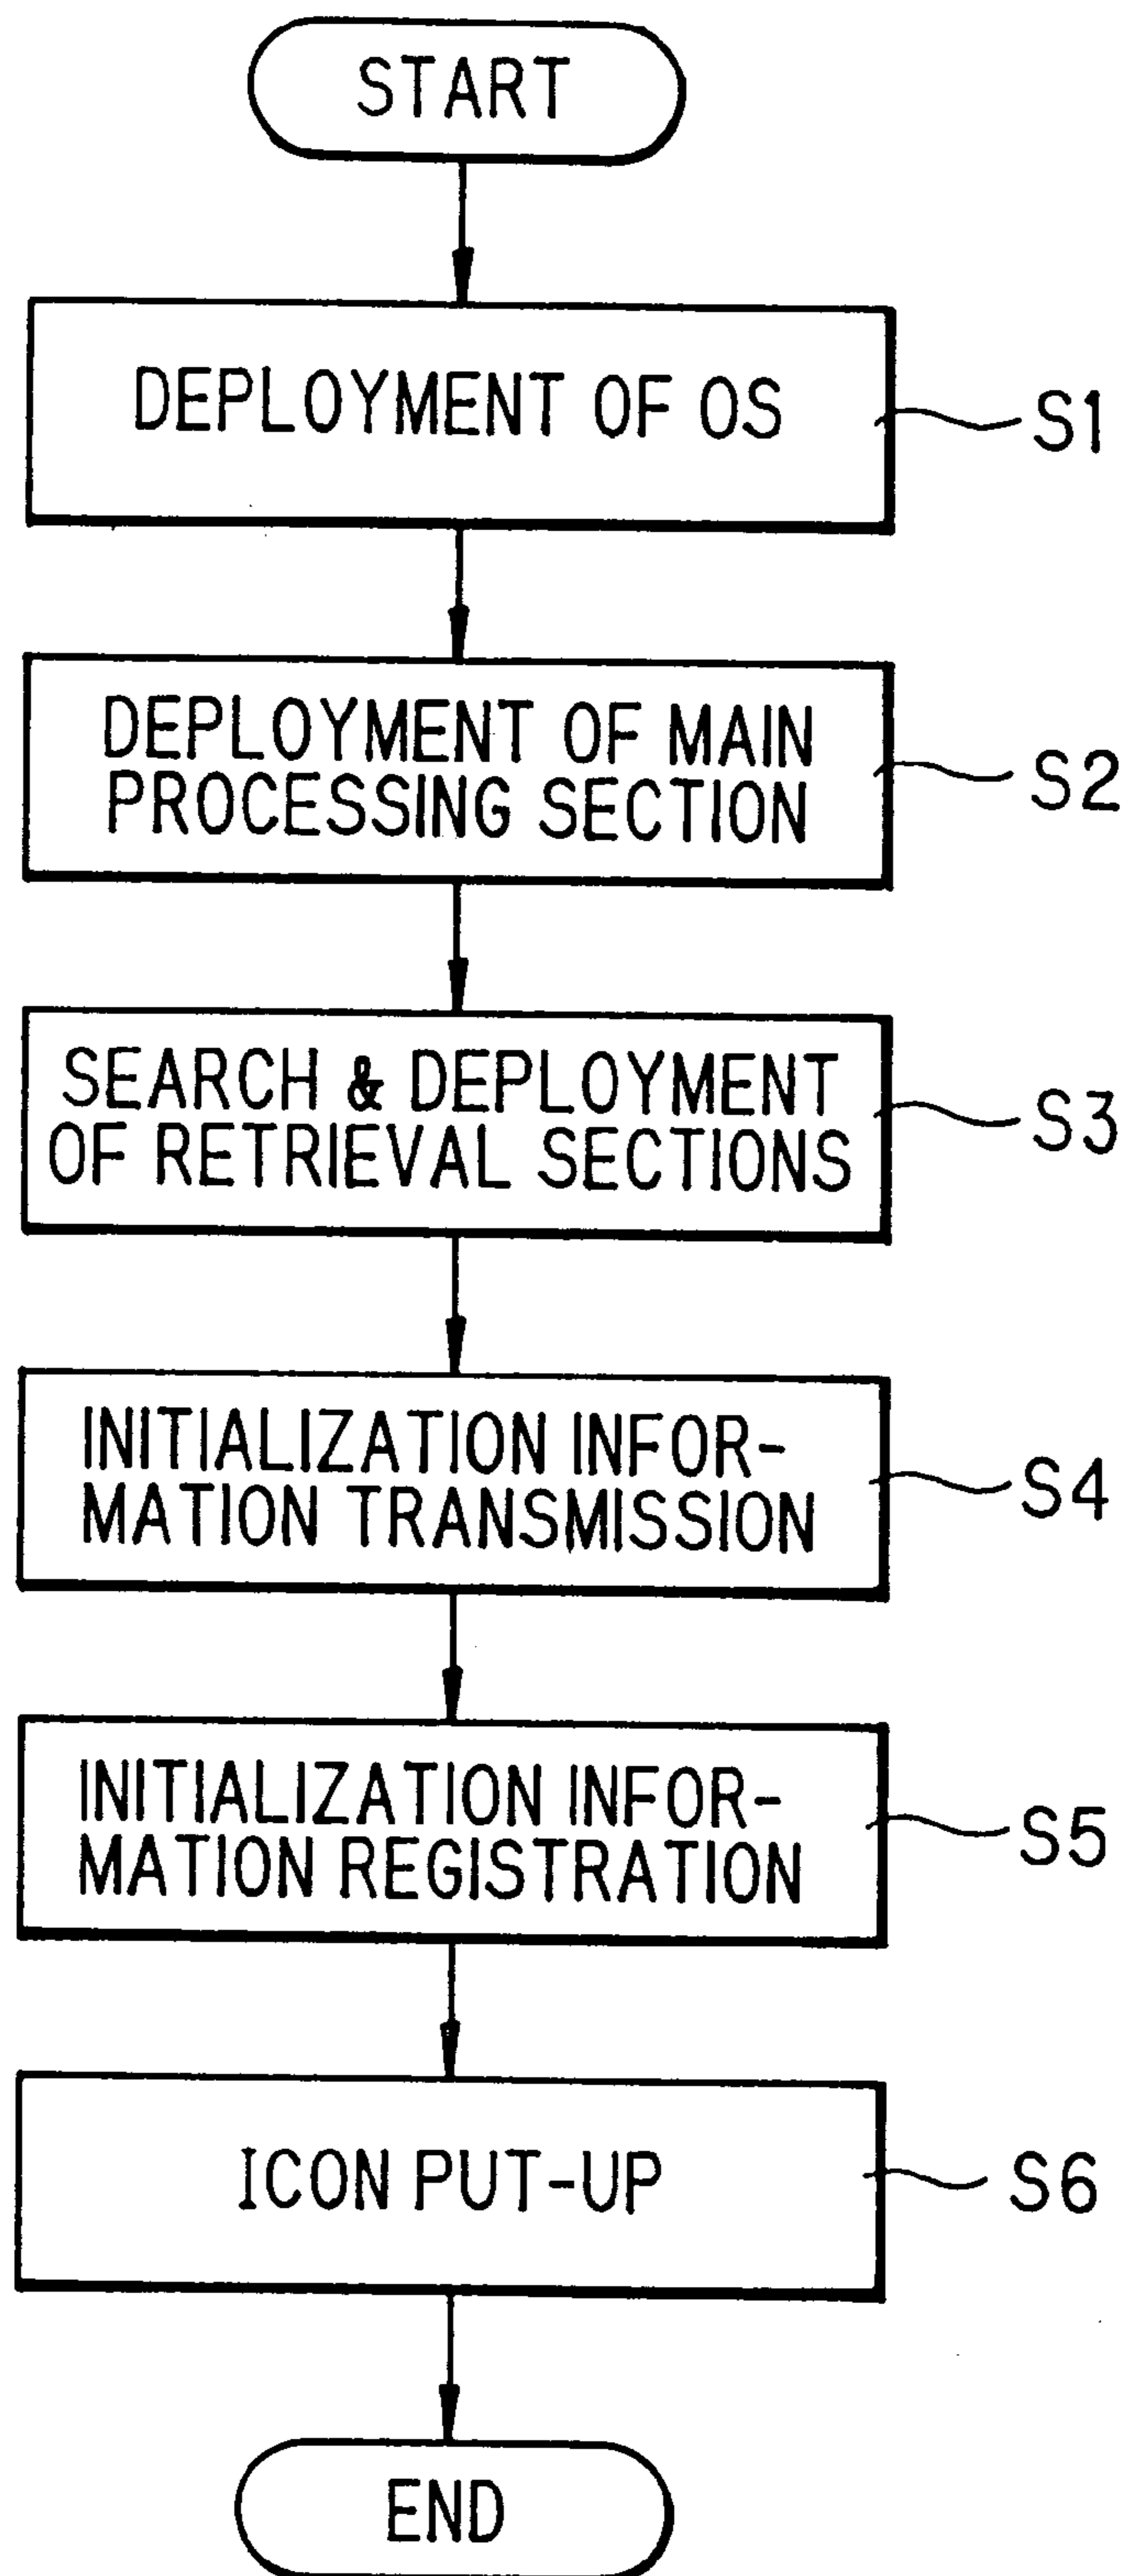 START
DEPLOYMENT OF OS
S1
DEPLOYMENT OF MAIN
PROCESSING SECTION
S2
SEARCH & DEPLOYMENT
OF RETRIEVAL SECTIONS
S3
INITIALIZATION INFOR-
MATION TRANSMISSION
S4
INITIALIZATION INFOR-
MATION REGISTRATION
S5
ICON PUT-UP
S6
END